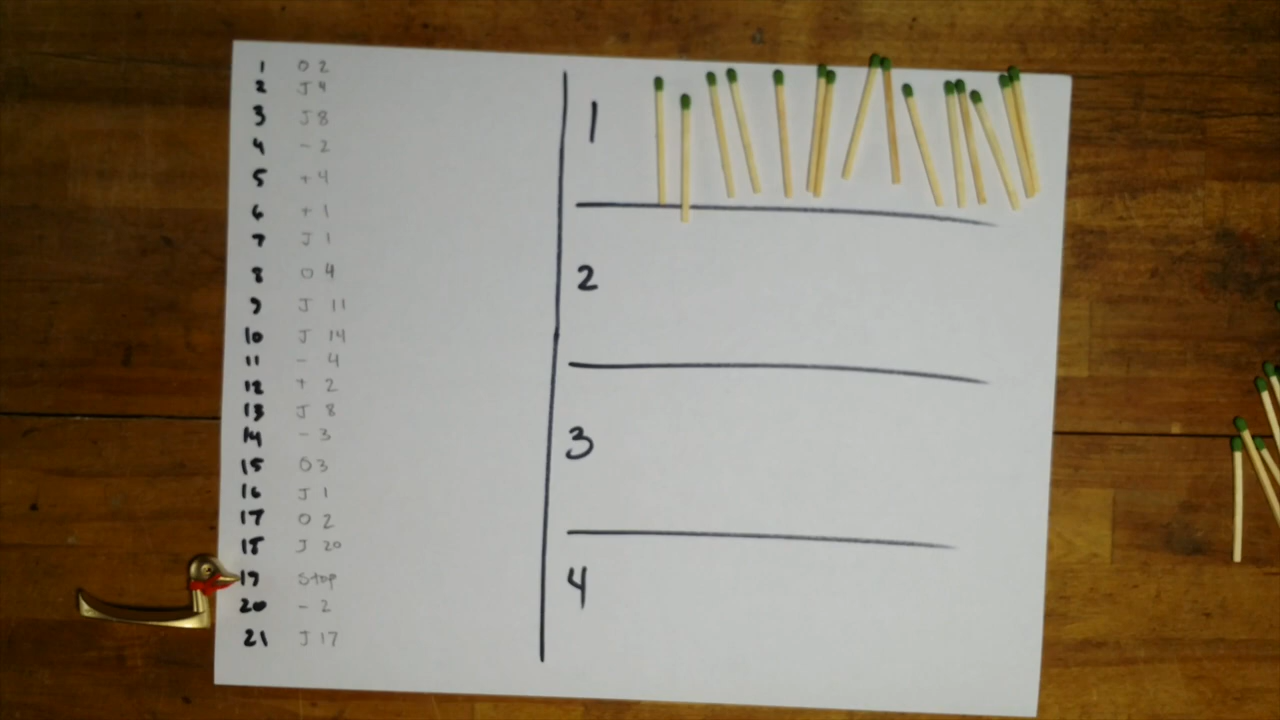 1 O 2
2 J 4
3 J 8
4 - 2
5 + 4
6 + 1
7 J 1
8 O 4
9 J 11
10 J 14
11 - 4
12 + 2
13 J 8
14 - 3
15 O 3
16 J 1
17 O 2
18 J 20
19 Stop
20 - 2
21 J 17
1
2
3
4